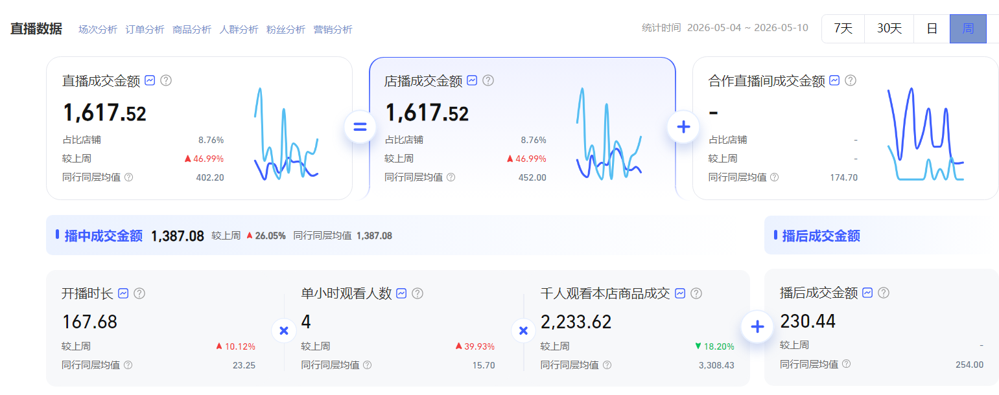 直播数据 场次分析 订单分析 商品分析 人群分析 粉丝分析 营销分析 统计时间 2026-05-04 ~ 2026-05-10 7天 30天 日 周
直播成交金额
1,617.52
占比店铺 8.76%
较上周 46.99%
同行同层均值 402.20
=
店播成交金额
1,617.52
占比店铺 8.76%
较上周 46.99%
同行同层均值 452.00
+
合作直播间成交金额
-
占比店铺 -
较上周 -
同行同层均值 174.70
播中成交金额 1,387.08 较上周 26.05% 同行同层均值 1,387.08
播后成交金额
开播时长
167.68
较上周 10.12%
同行同层均值 23.25
×
单小时观看人数
4
较上周 39.93%
同行同层均值 15.70
×
千人观看本店商品成交
2,233.62
较上周 18.20%
同行同层均值 3,308.43
+
播后成交金额
230.44
较上周 -
同行同层均值 254.00